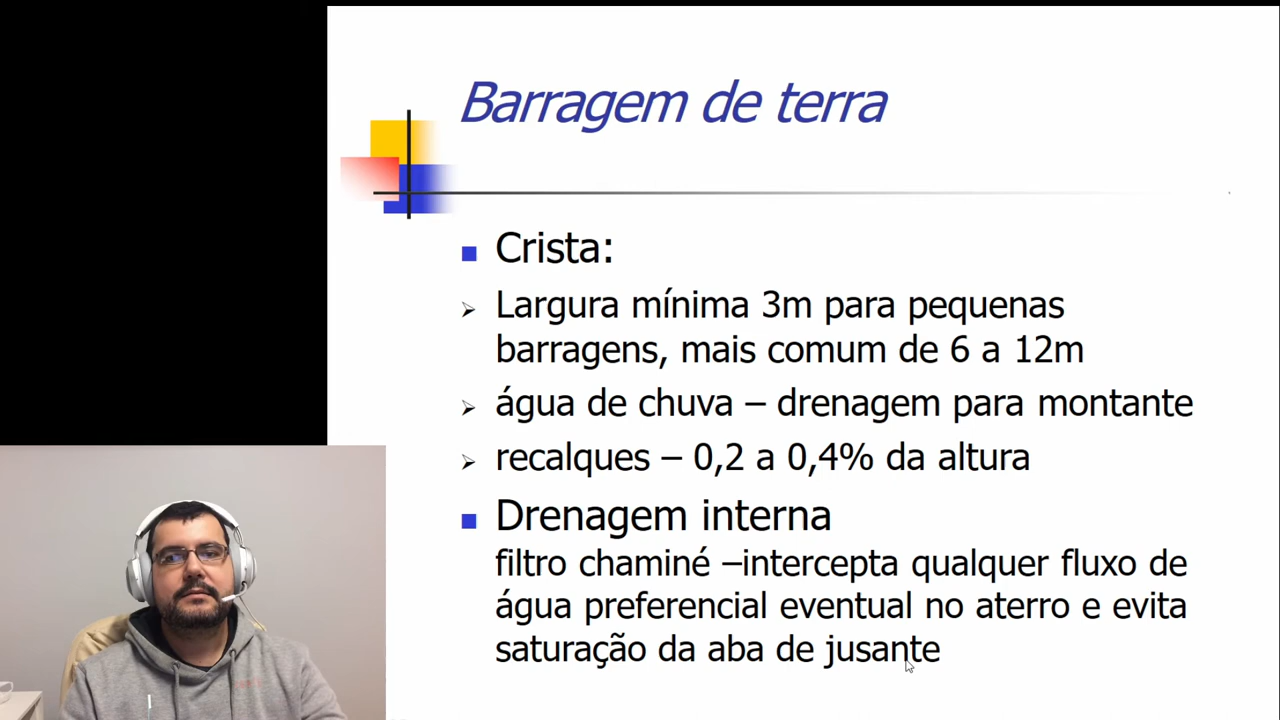 Barragem de terra
Crista:
Largura mínima 3m para pequenas
barragens, mais comum de 6 a 12m
água de chuva – drenagem para montante
recalques – 0,2 a 0,4% da altura
Drenagem interna
filtro chaminé –intercepta qualquer fluxo de
água preferencial eventual no aterro e evita
saturação da aba de jusante